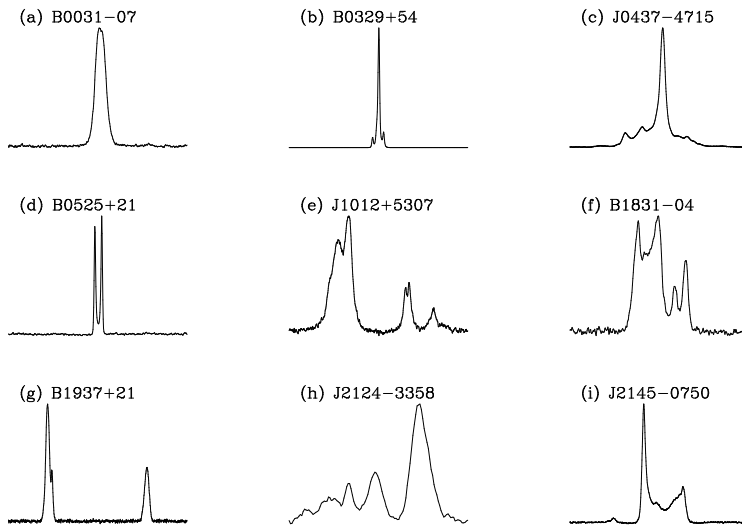 (a) B0031−07
(b) B0329+54
(c) J0437−4715
(d) B0525+21
(e) J1012+5307
(f) B1831−04
(g) B1937+21
(h) J2124−3358
(i) J2145−0750